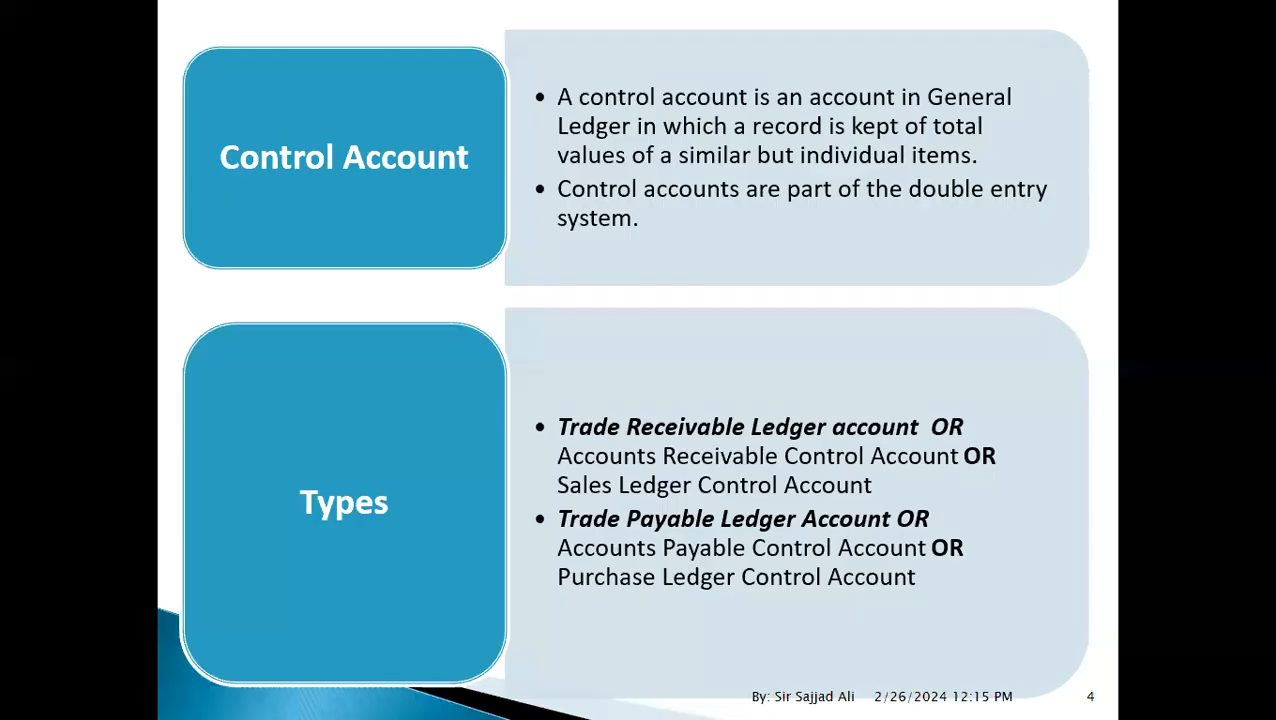 Control Account
• A control account is an account in General
Ledger in which a record is kept of total
values of a similar but individual items.
• Control accounts are part of the double entry
system.
Types
• Trade Receivable Ledger account OR
Accounts Receivable Control Account OR
Sales Ledger Control Account
• Trade Payable Ledger Account OR
Accounts Payable Control Account OR
Purchase Ledger Control Account
By: Sir Sajjad Ali 2/26/2024 12:15 PM 4